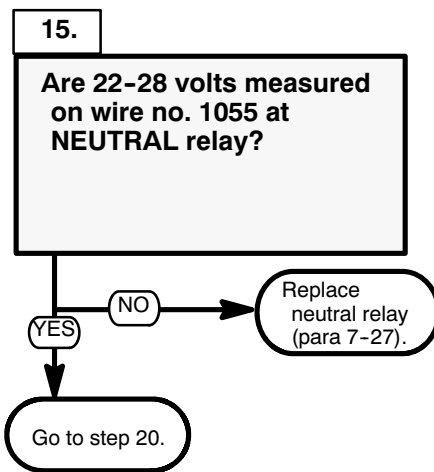 15.
Are 22-28 volts measured
on wire no. 1055 at
NEUTRAL relay?
NO
Replace
neutral relay
(para 7-27).
YES
Go to step 20.